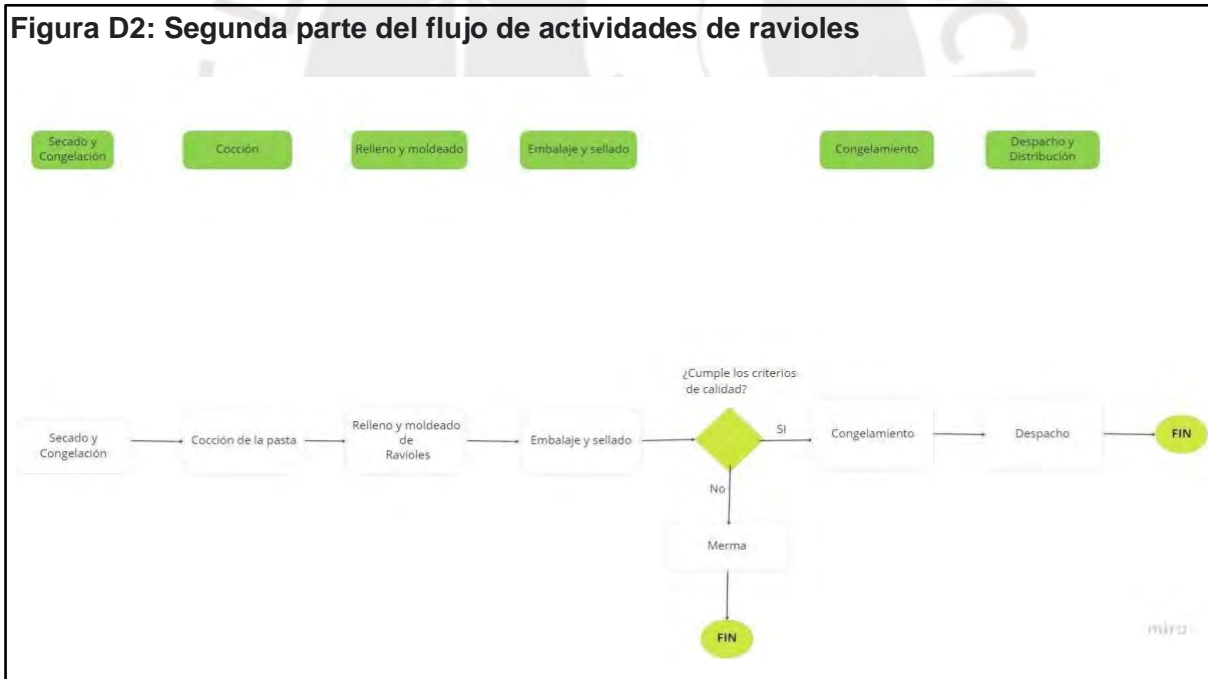 Figura D2: Segunda parte del flujo de actividades de ravioles
Secado y
Congelación
Cocción
Relleno y moldeado
Embalaje y sellado
Congelamiento
Despacho y
Distribución
¿Cumple los criterios
de calidad?
Secado y
Congelación
Cocción de la pasta
Relleno y moldeado
de
Ravioles
Embalaje y sellado
SI
Congelamiento
Despacho
FIN
No
Merma
FIN
miro